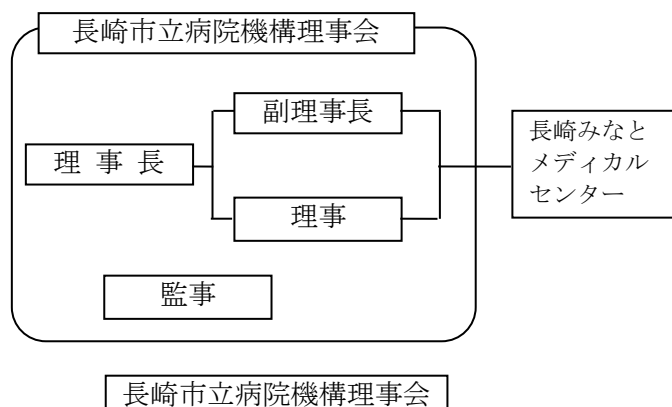 長崎市立病院機構理事会
副理事長
理 事 長
理事
監事
長崎みなと
メディカル
センター
長崎市立病院機構理事会